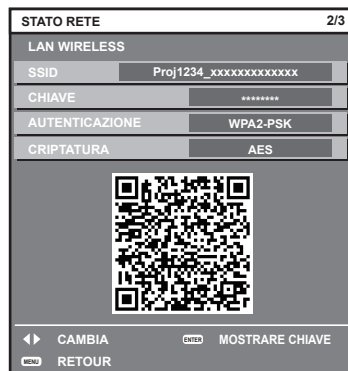 STATO RETE 2/3
LAN WIRELESS
SSID Proj1234_xxxxxxxxxxxxx
CHIAVE ********
AUTENTICAZIONE WPA2-PSK
CRIPTATURA AES
CAMBIA ENTER MOSTRARE CHIAVE
MENU RETOUR